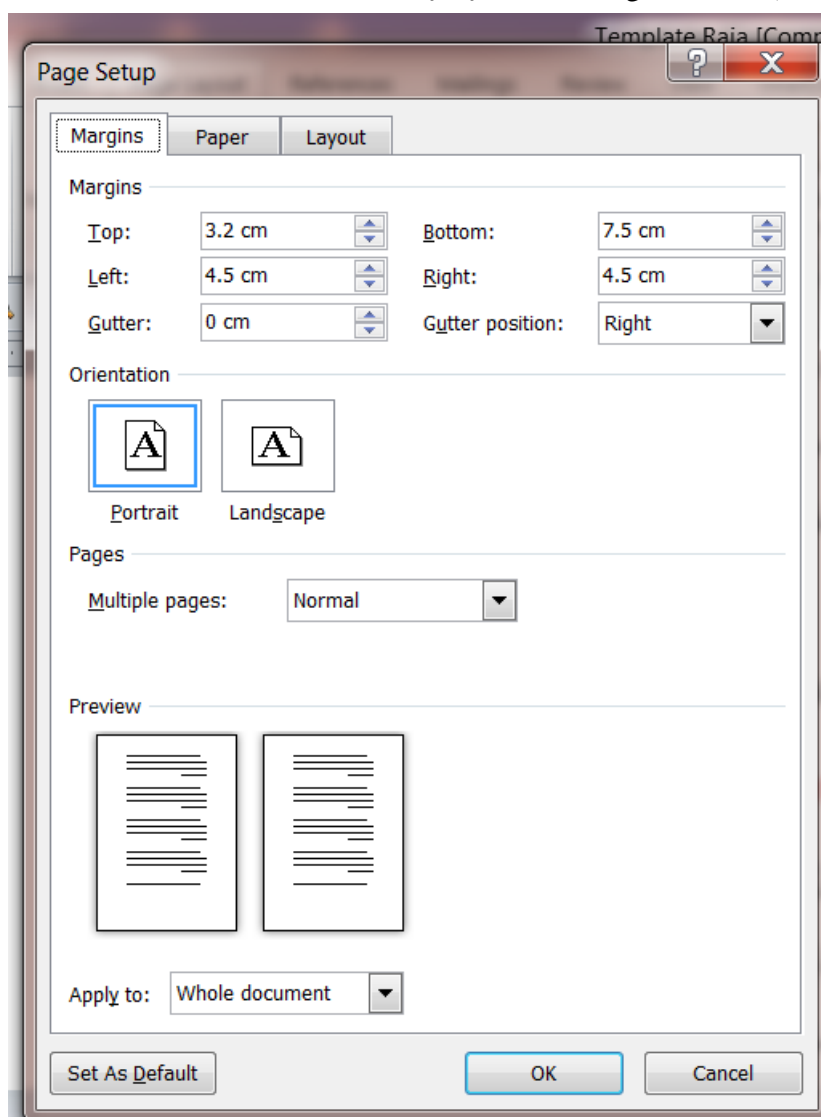 Template Raja [Comp
Page Setup
?
X
Margins Paper Layout
Margins
Top: 3.2 cm Bottom: 7.5 cm
Left: 4.5 cm Right: 4.5 cm
Gutter: 0 cm Gutter position: Right
Orientation
A A
Portrait Landscape
Pages
Multiple pages: Normal
Preview
Apply to: Whole document
Set As Default OK Cancel